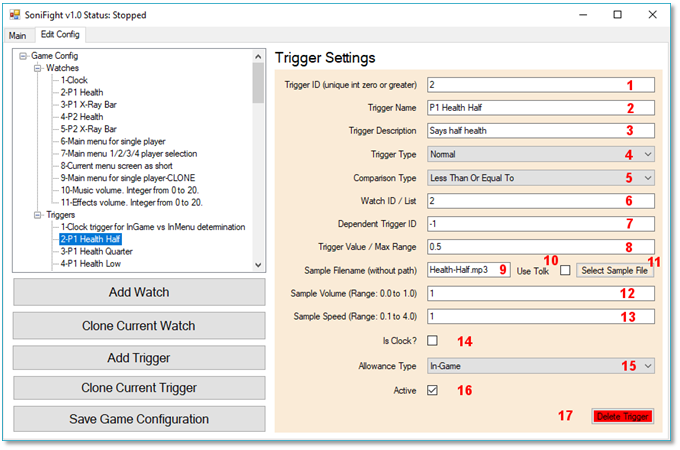 SoniFight v1.0 Status: Stopped
Main Edit Config
Game Config
Watches
1-Clock
2-P1 Health
3-P1 X-Ray Bar
4-P2 Health
5-P2 X-Ray Bar
6-Main menu for single player
7-Main menu 1/2/3/4 player selection
8-Current menu screen as short
9-Main menu for single player-CLONE
10-Music volume. Integer from 0 to 20.
11-Effects volume. Integer from 0 to 20.
Triggers
1-Clock trigger for InGame vs InMenu determination
2-P1 Health Half
3-P1 Health Quarter
4-P1 Health Low
Add Watch
Clone Current Watch
Add Trigger
Clone Current Trigger
Save Game Configuration
Trigger Settings
Trigger ID (unique int zero or greater) 2 1
Trigger Name P1 Health Half 2
Trigger Description Says half health 3
Trigger Type Normal 4
Comparison Type Less Than Or Equal To 5
Watch ID / List 2 6
Dependent Trigger ID -1 7
Trigger Value / Max Range 0.5 8
Sample Filename (without path) Health-Half.mp3 9 Use Tolk 10 Select Sample File 11
Sample Volume (Range: 0.0 to 1.0) 1 12
Sample Speed (Range: 0.1 to 4.0) 1 13
Is Clock? 14
Allowance Type In-Game 15
Active 16
17 Delete Trigger